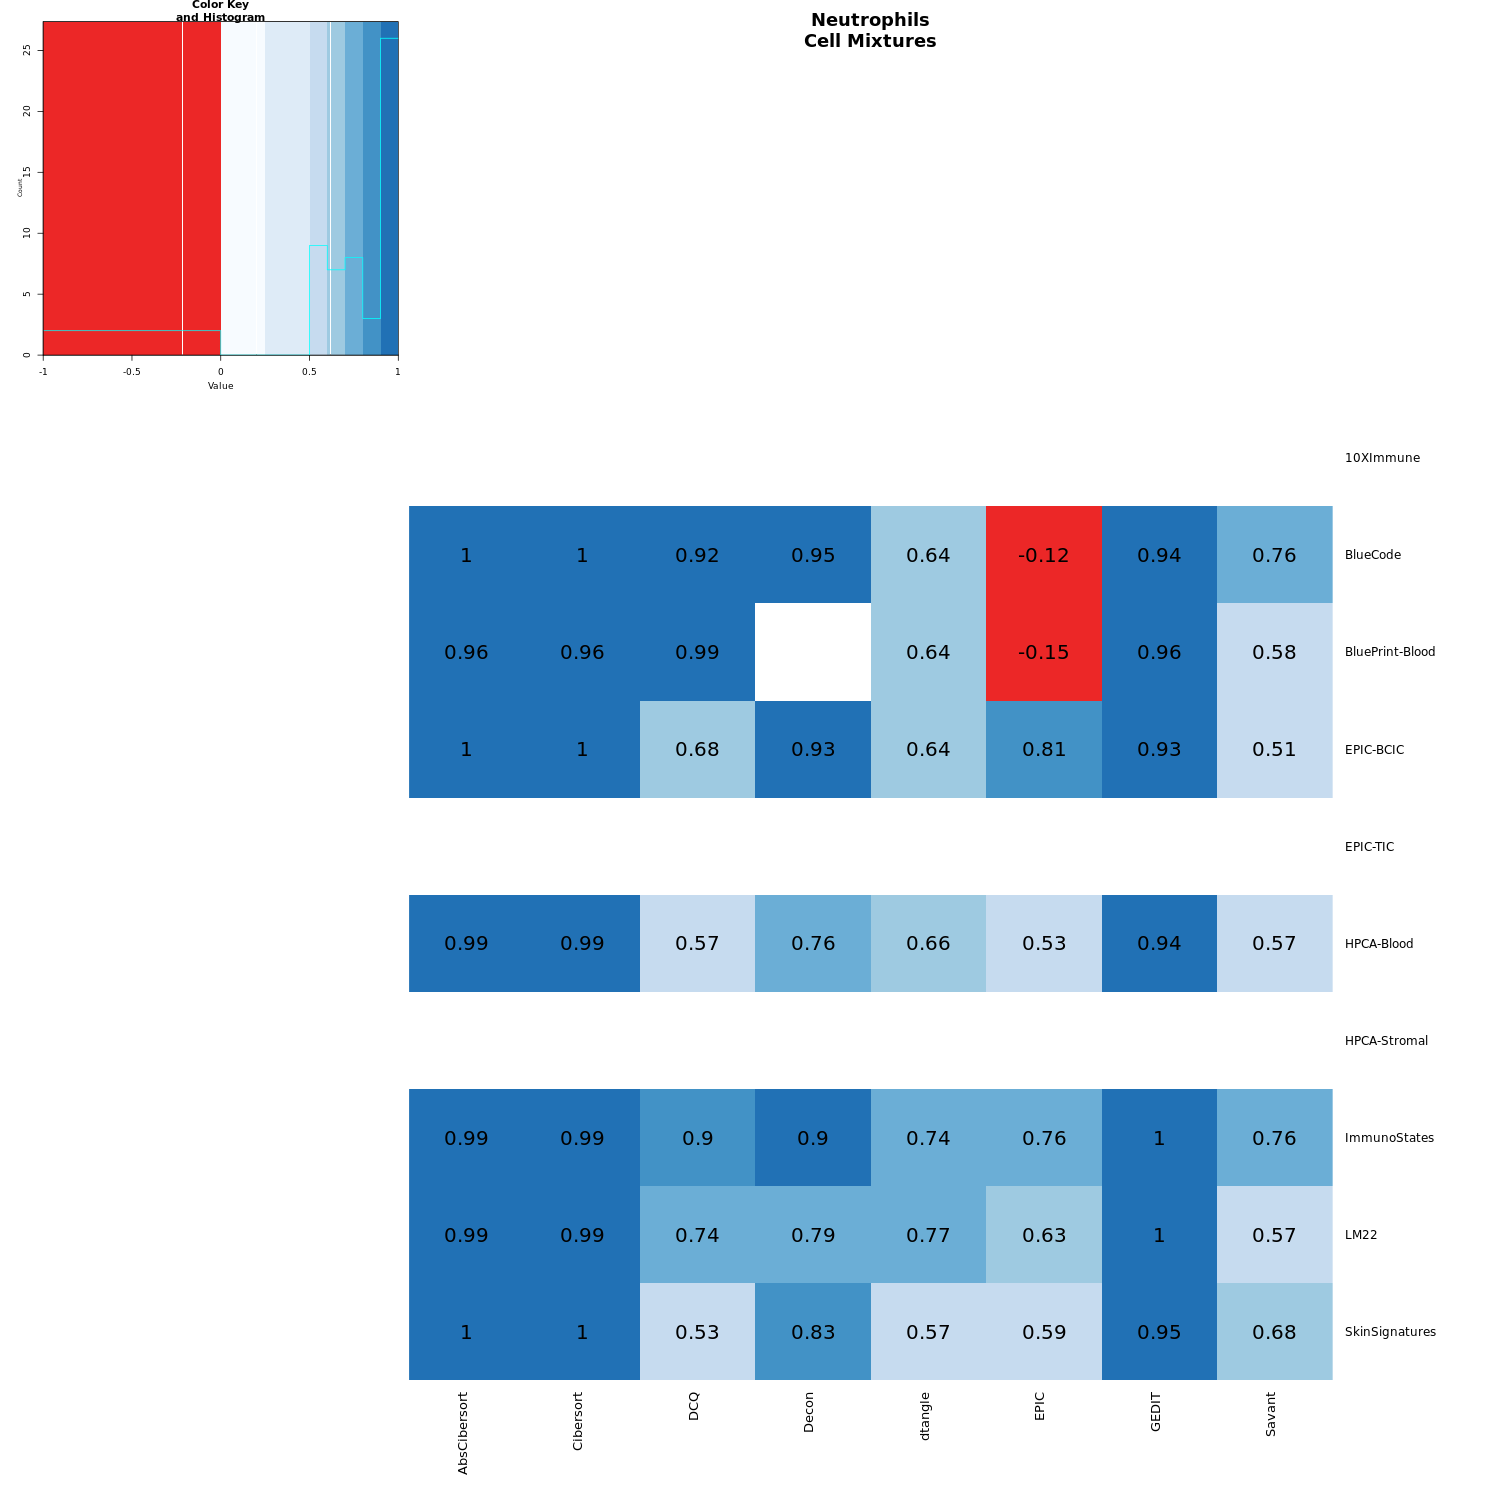 Color Key
and Histogram
Neutrophils
Cell Mixtures
25
20
15
10
5
0
Count
-1 -0.5 0 0.5 1
Value
10XImmune
1 1 0.92 0.95 0.64 -0.12 0.94 0.76 BlueCode
0.96 0.96 0.99 0.64 -0.15 0.96 0.58 BluePrint-Blood
1 1 0.68 0.93 0.64 0.81 0.93 0.51 EPIC-BCIC
EPIC-TIC
0.99 0.99 0.57 0.76 0.66 0.53 0.94 0.57 HPCA-Blood
HPCA-Stromal
0.99 0.99 0.9 0.9 0.74 0.76 1 0.76 ImmunoStates
0.99 0.99 0.74 0.79 0.77 0.63 1 0.57 LM22
1 1 0.53 0.83 0.57 0.59 0.95 0.68 SkinSignatures
AbsCibersort Cibersort DCQ Decon dtangle EPIC GEDIT Savant